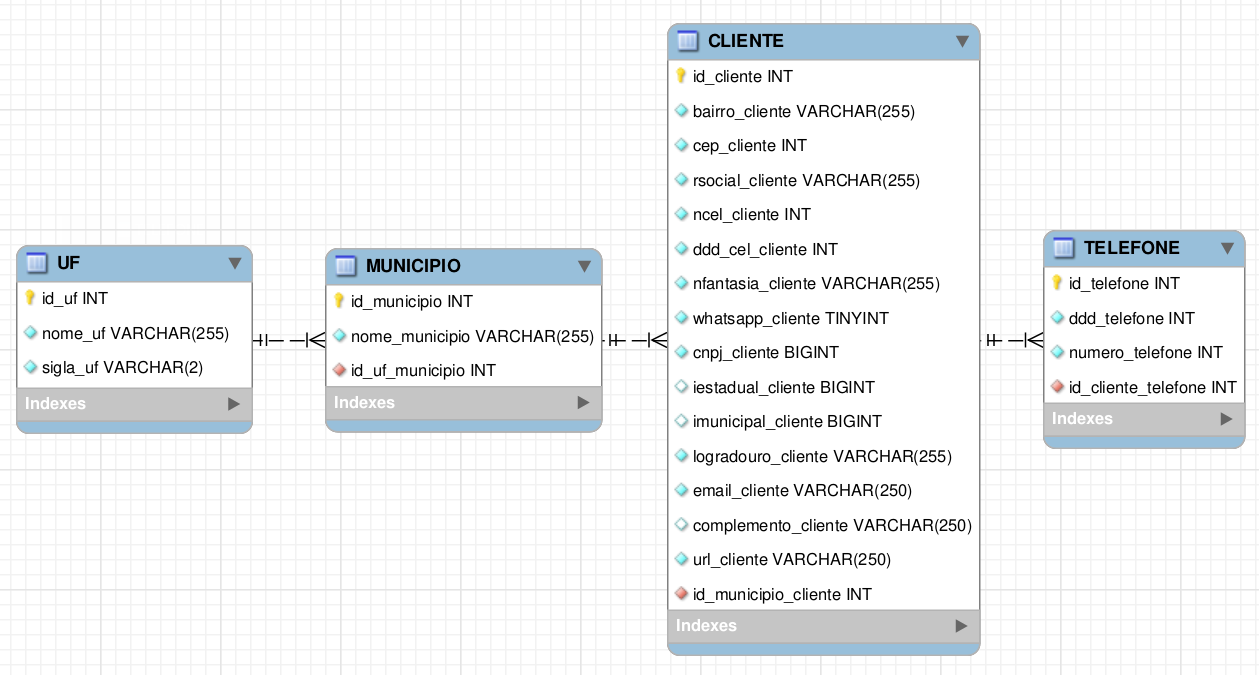 UF
id_uf INT
nome_uf VARCHAR(255)
sigla_uf VARCHAR(2)
Indexes
MUNICIPIO
id_municipio INT
nome_municipio VARCHAR(255)
id_uf_municipio INT
Indexes
CLIENTE
id_cliente INT
bairro_cliente VARCHAR(255)
cep_cliente INT
rsocial_cliente VARCHAR(255)
ncel_cliente INT
ddd_cel_cliente INT
nfantasia_cliente VARCHAR(255)
whatsapp_cliente TINYINT
cnpj_cliente BIGINT
iestadual_cliente BIGINT
imunicipal_cliente BIGINT
logradouro_cliente VARCHAR(255)
email_cliente VARCHAR(250)
complemento_cliente VARCHAR(250)
url_cliente VARCHAR(250)
id_municipio_cliente INT
Indexes
TELEFONE
id_telefone INT
ddd_telefone INT
numero_telefone INT
id_cliente_telefone INT
Indexes